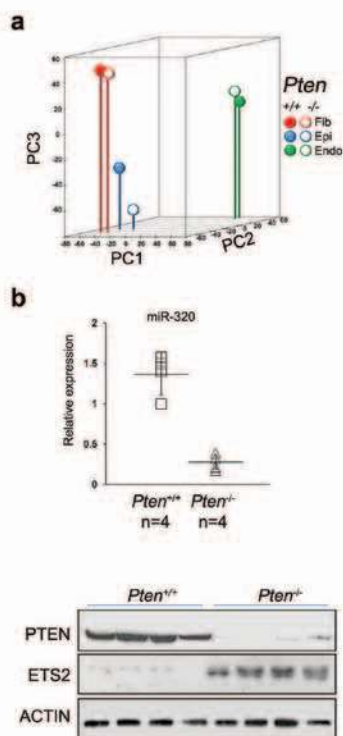 a
Pten
+/+ -/-
Fib
Epi
Endo
PC3
PC1
PC2
b
miR-320
Relative expression
2
1.5
1
0.5
0
Pten+/+ Pten-/-
n=4 n=4
Pten+/+ Pten-/-
PTEN
ETS2
ACTIN